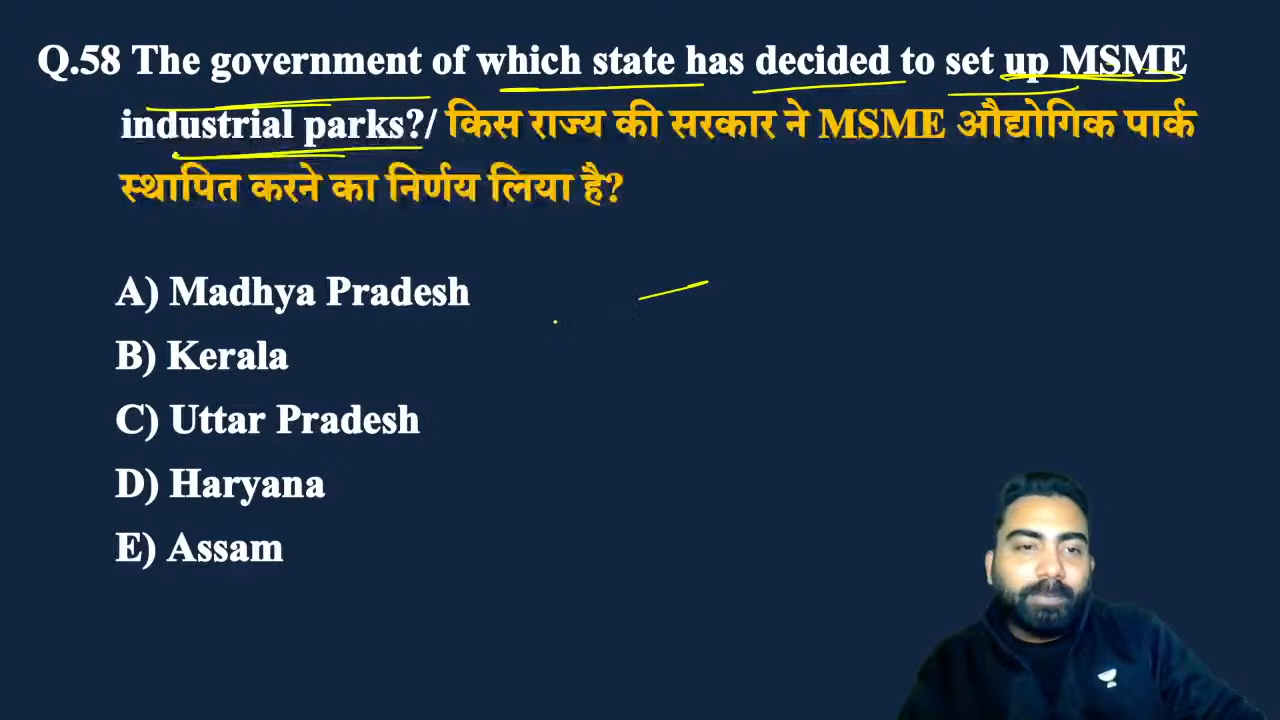 Q.58 The government of which state has decided to set up MSME
industrial parks?/ किस राज्य की सरकार ने MSME औद्योगिक पार्क
स्थापित करने का निर्णय लिया है?
A) Madhya Pradesh
B) Kerala
C) Uttar Pradesh
D) Haryana
E) Assam